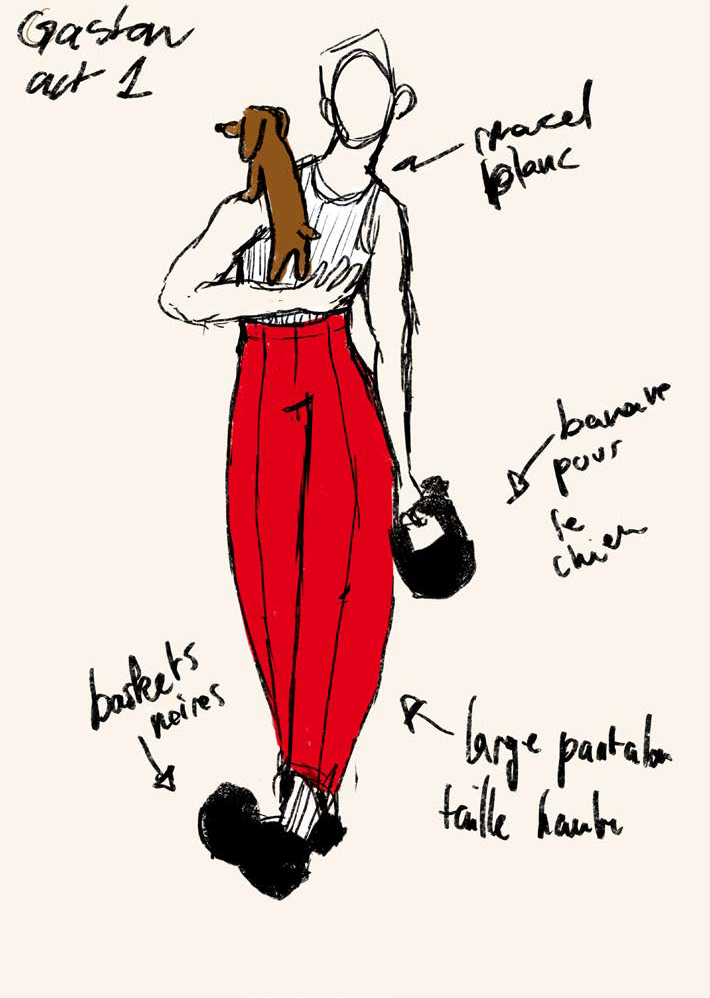 Gaston
act 1
marcel
blanc
banane
pour
le
chien
baskets
noires
large pantalon
taille haute